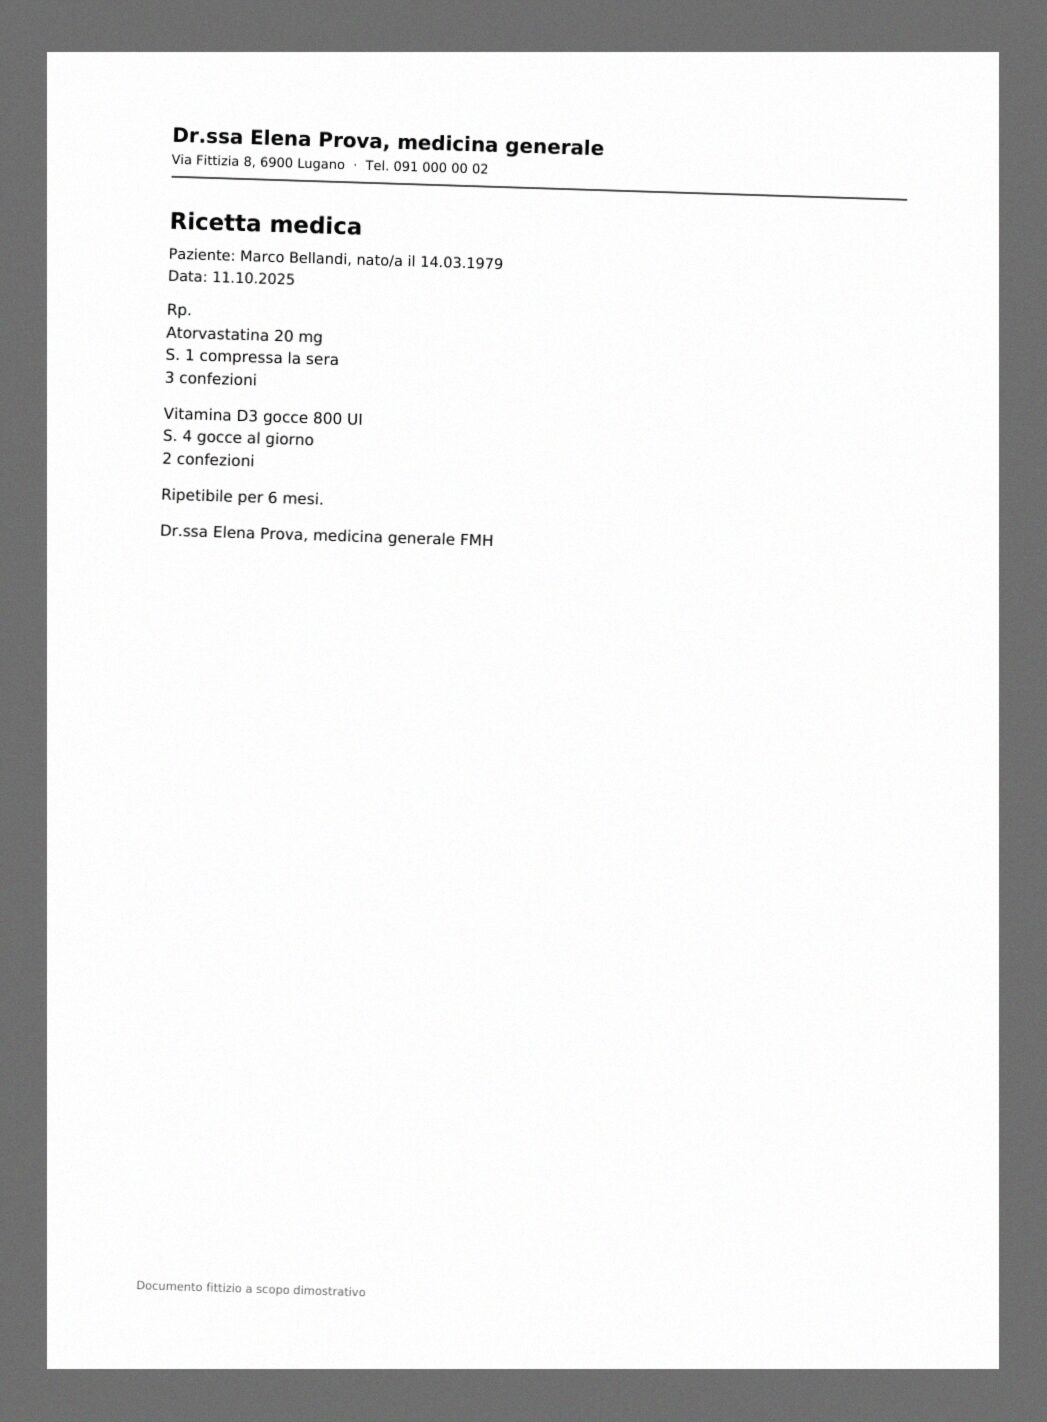 Dr.ssa Elena Prova, medicina generale
Via Fittizia 8, 6900 Lugano · Tel. 091 000 00 02
Ricetta medica
Paziente: Marco Bellandi, nato/a il 14.03.1979
Data: 11.10.2025
Rp.
Atorvastatina 20 mg
S. 1 compressa la sera
3 confezioni
Vitamina D3 gocce 800 UI
S. 4 gocce al giorno
2 confezioni
Ripetibile per 6 mesi.
Dr.ssa Elena Prova, medicina generale FMH
Documento fittizio a scopo dimostrativo